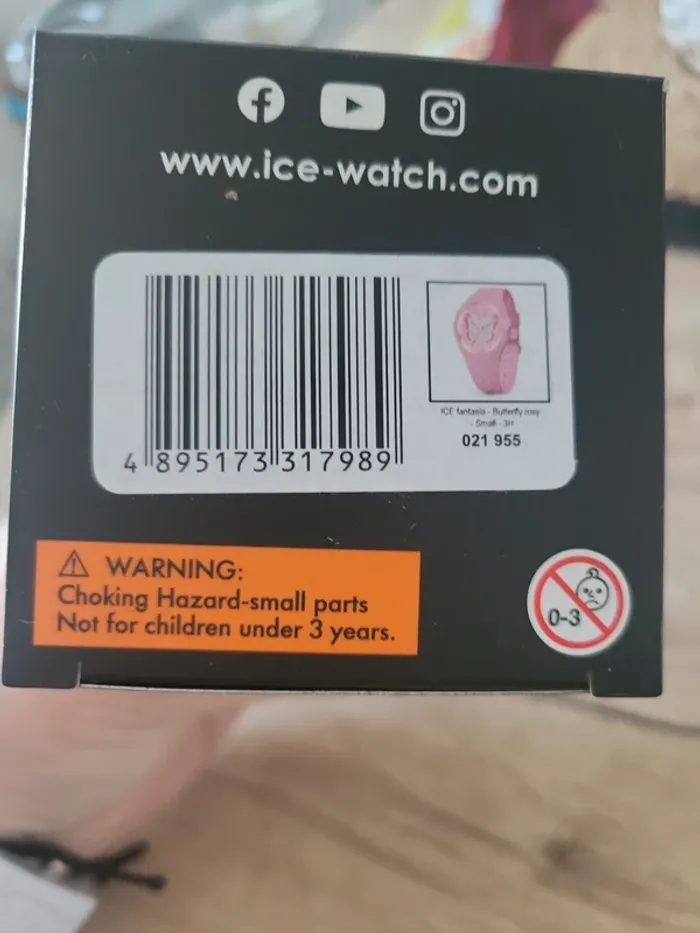 www.ice-watch.com
ICE fantasia - Butterfly rosy
- Small - 3H
021 955
4 895173 317989
WARNING:
Choking Hazard-small parts
Not for children under 3 years.
0-3